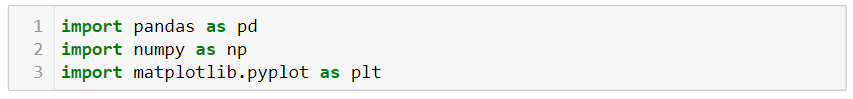 1 import pandas as pd
2 import numpy as np
3 import matplotlib.pyplot as plt